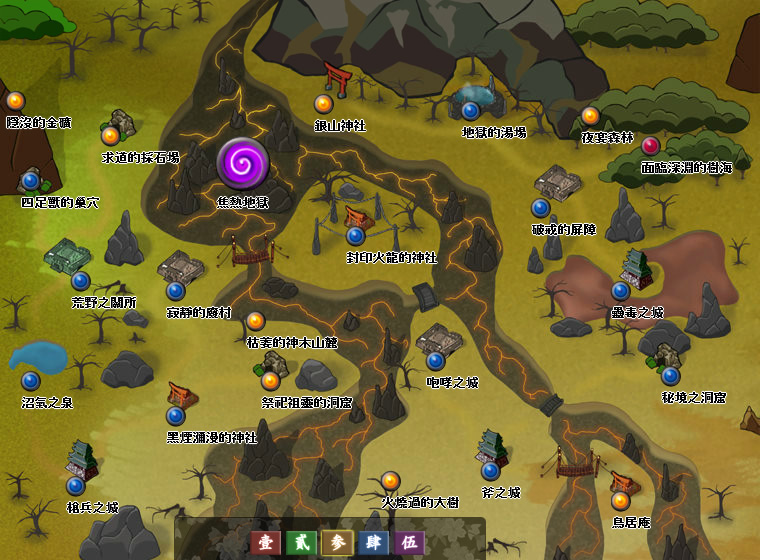 隱沒的金礦
求道的採石場
銀山神社
地獄的湯場
夜宴森林
面臨深淵的樹海
四足獸的巢穴
焦熱地獄
破戒的屏障
封印火龍的神社
荒野之關所
寂靜的廢村
蠱毒之城
枯萎的神木山麓
咆哮之城
沼氣之泉
祭祀祖靈的洞窟
秘境之洞窟
黑煙瀰漫的神社
槍兵之城
火燒過的大樹
斧之城
鳥居庵
壹 貳 參 肆 伍